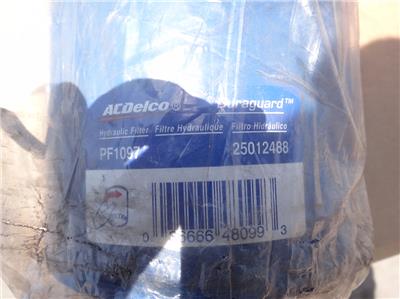 ACDelco® Duraguard™
Hydraulic Filter Filtre Hydraulique Filtro Hidráulico
PF1097 25012488
0 36666 48099 3